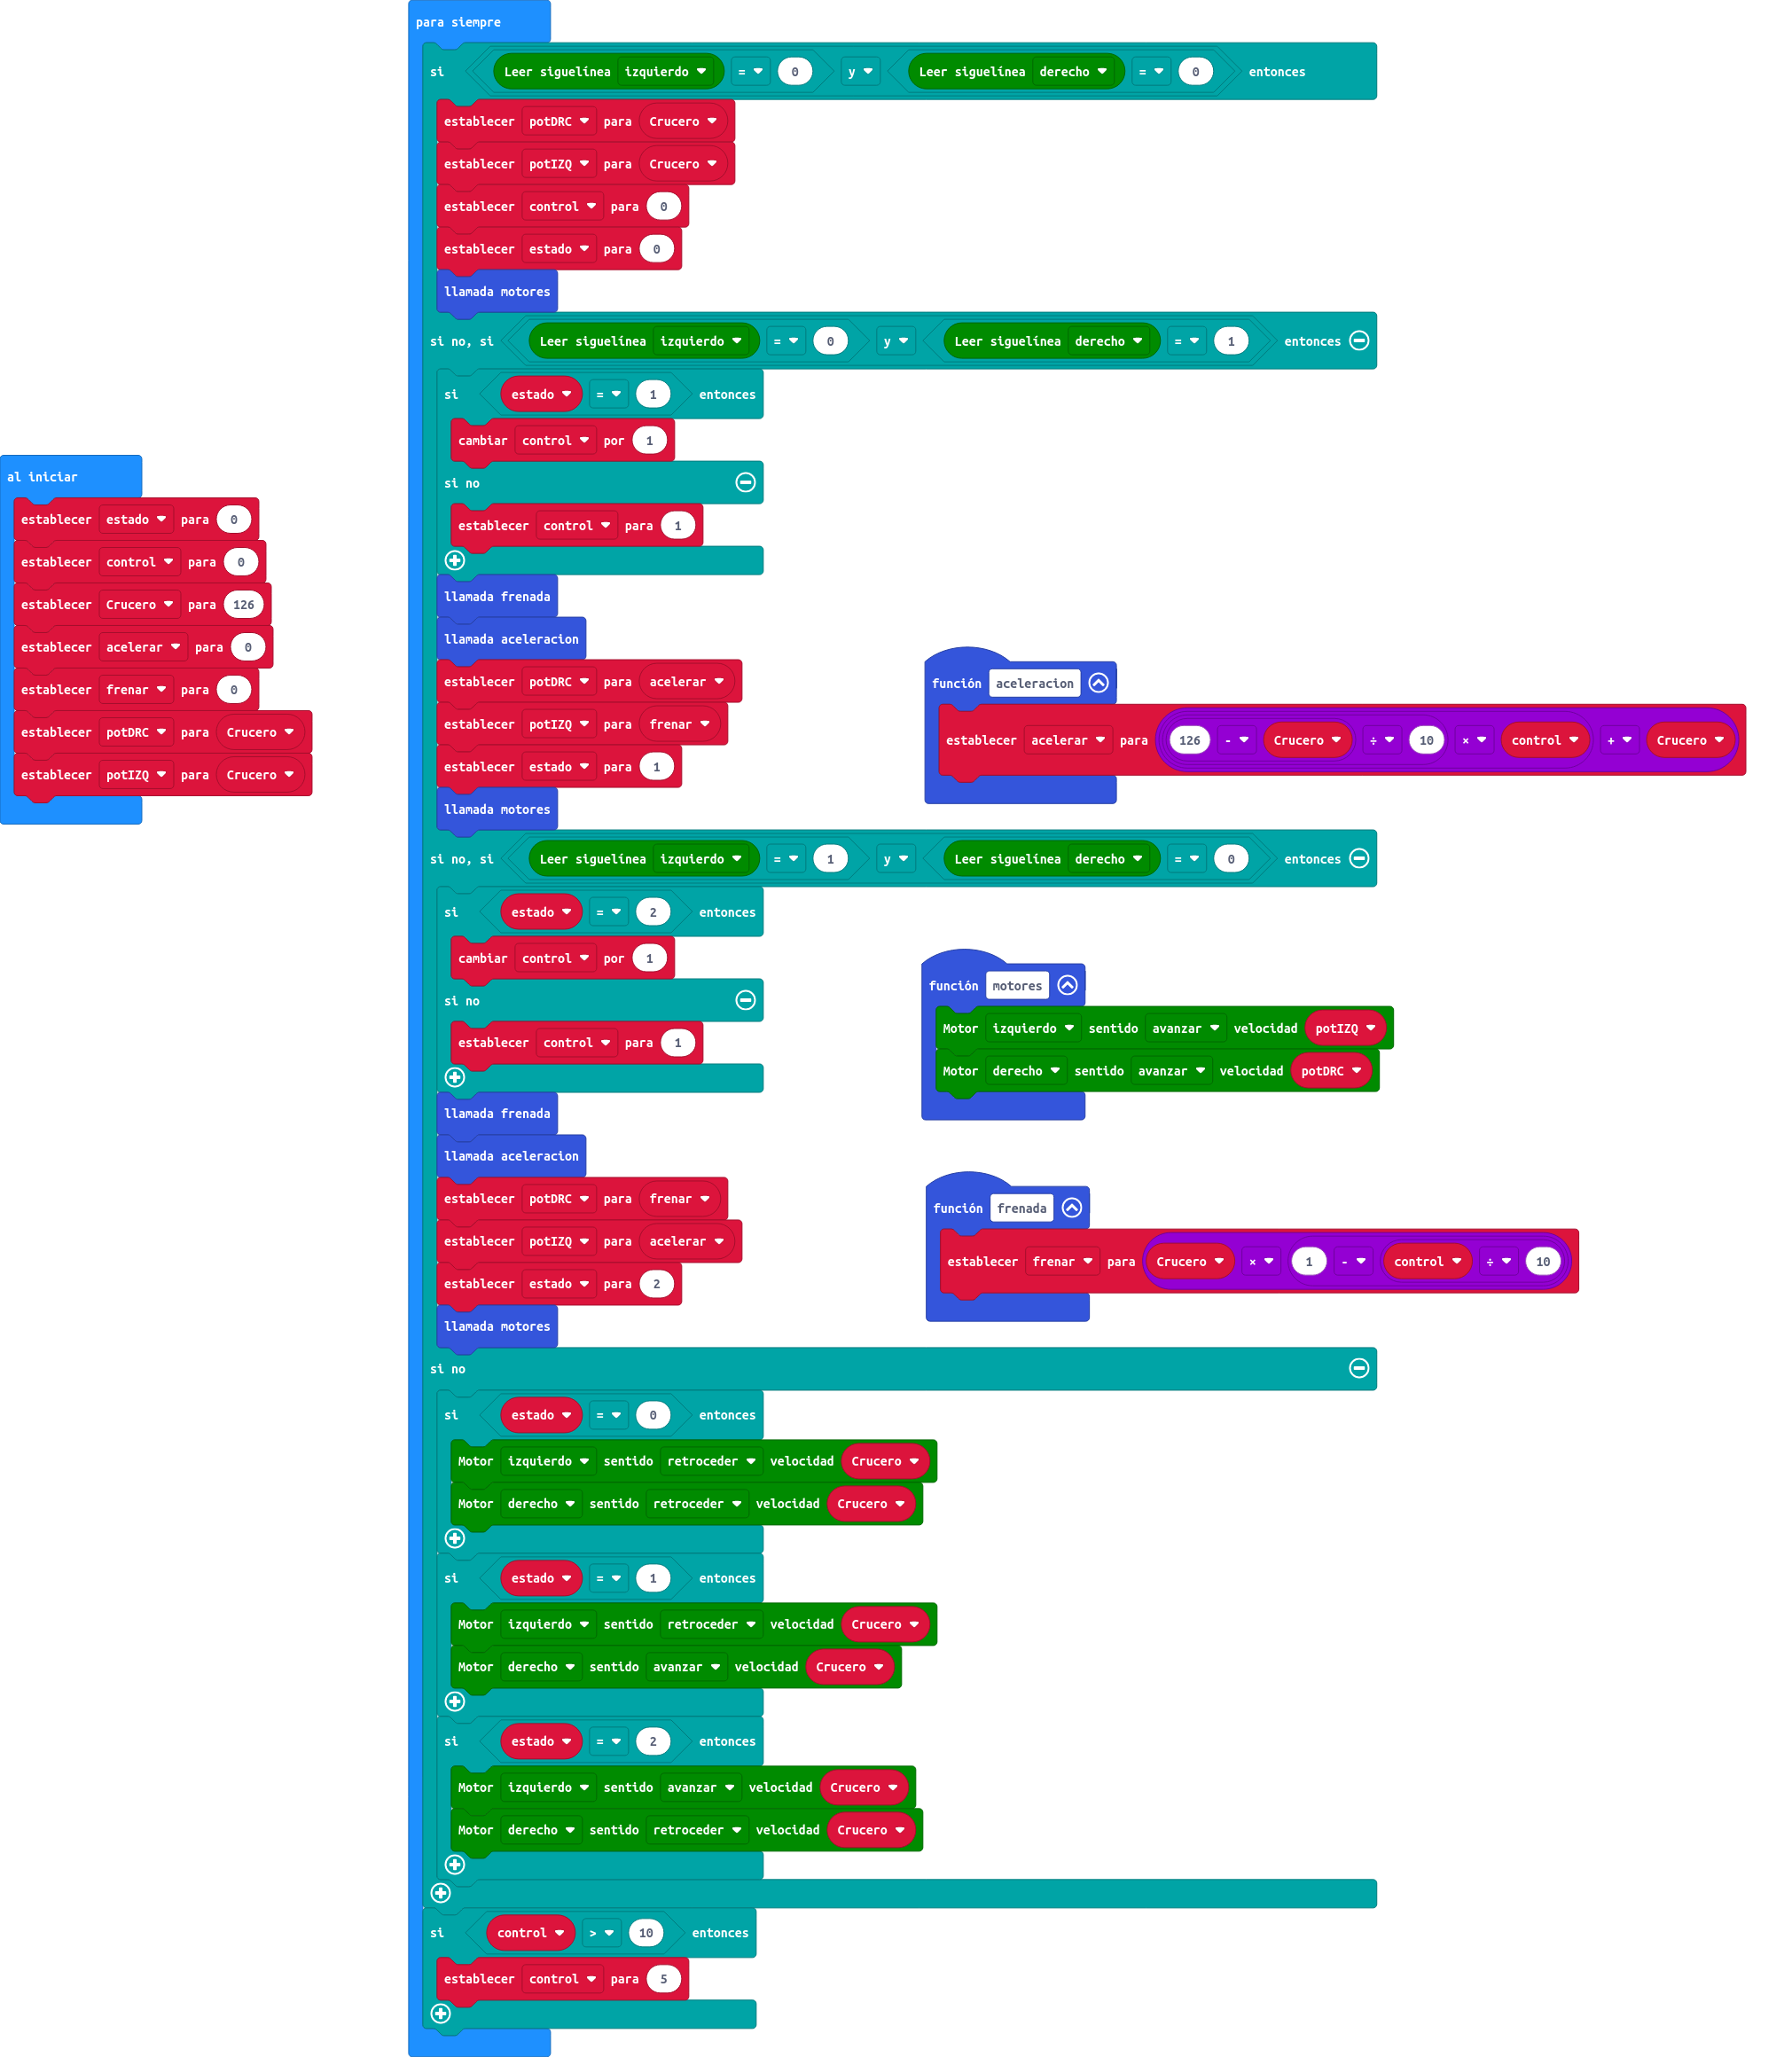 al iniciar
establecer estado para 0
establecer control para 0
establecer Crucero para 126
establecer acelerar para 0
establecer frenar para 0
establecer potDRC para Crucero
establecer potIZQ para Crucero
para siempre
si Leer siguelínea izquierdo = 0 y Leer siguelínea derecho = 0 entonces
establecer potDRC para Crucero
establecer potIZQ para Crucero
establecer control para 0
establecer estado para 0
llamada motores
si no, si Leer siguelínea izquierdo = 0 y Leer siguelínea derecho = 1 entonces
si estado = 1 entonces
cambiar control por 1
si no
establecer control para 1
llamada frenada
llamada aceleracion
establecer potDRC para acelerar
establecer potIZQ para frenar
establecer estado para 1
llamada motores
si no, si Leer siguelínea izquierdo = 1 y Leer siguelínea derecho = 0 entonces
si estado = 2 entonces
cambiar control por 1
si no
establecer control para 1
llamada frenada
llamada aceleracion
establecer potDRC para frenar
establecer potIZQ para acelerar
establecer estado para 2
llamada motores
si no
si estado = 0 entonces
Motor izquierdo sentido retroceder velocidad Crucero
Motor derecho sentido retroceder velocidad Crucero
si estado = 1 entonces
Motor izquierdo sentido retroceder velocidad Crucero
Motor derecho sentido avanzar velocidad Crucero
si estado = 2 entonces
Motor izquierdo sentido avanzar velocidad Crucero
Motor derecho sentido retroceder velocidad Crucero
si control > 10 entonces
establecer control para 5
función aceleracion
establecer acelerar para 126 - Crucero ÷ 10 × control + Crucero
función motores
Motor izquierdo sentido avanzar velocidad potIZQ
Motor derecho sentido avanzar velocidad potDRC
función frenada
establecer frenar para Crucero × 1 - control ÷ 10